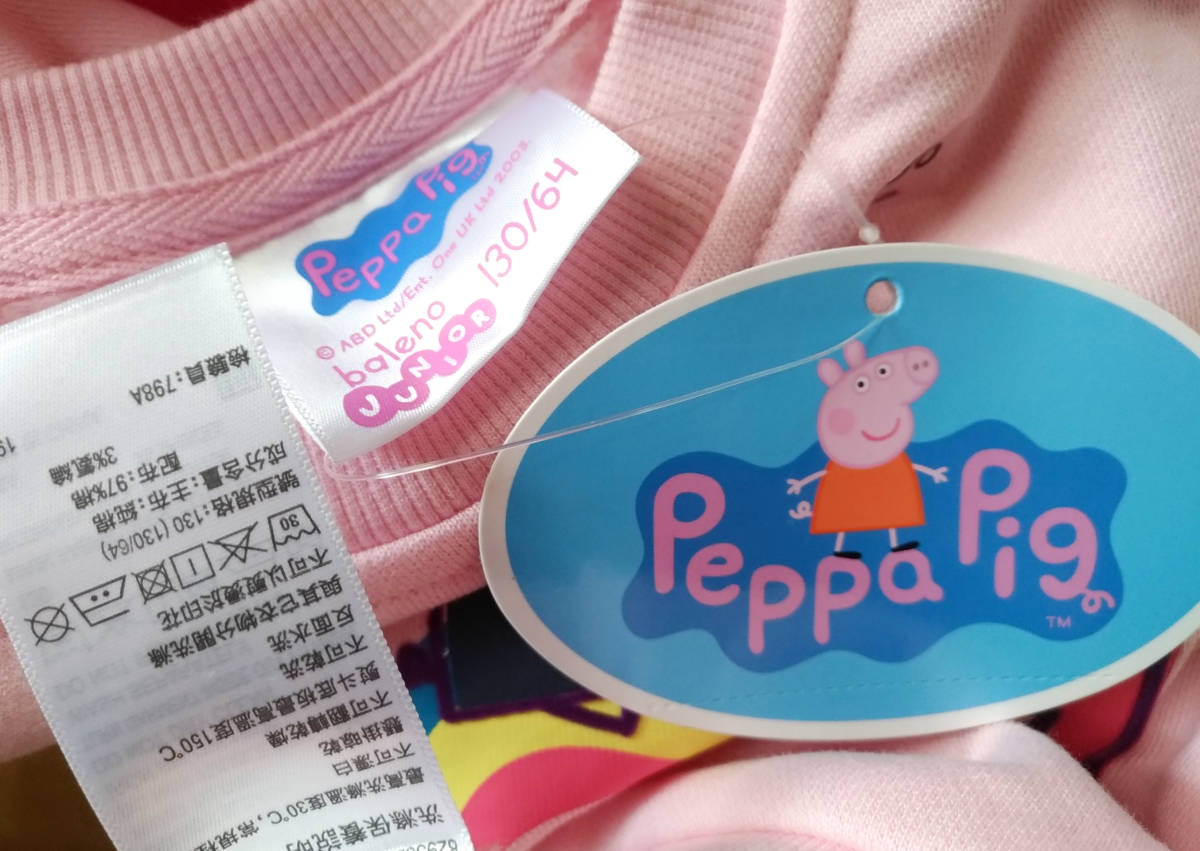 Peppa Pig
© ABD Ltd/Ent. One UK Ltd 2003.
baleno 130/64
JUNIOR
Peppa Pig
TM
洗滌保養說明
最高洗滌溫度30°C,常規程
不可漂白
懸掛晾乾
不可翻轉乾燥
熨斗底板最高溫度150°C
不可乾洗
反面水洗
與其它衣物分開洗滌
不可以熨燙於印花
30
號型規格:130 (130/64)
成分含量:主布:純棉
配布:97%棉
3%氨綸
檢驗員:798A